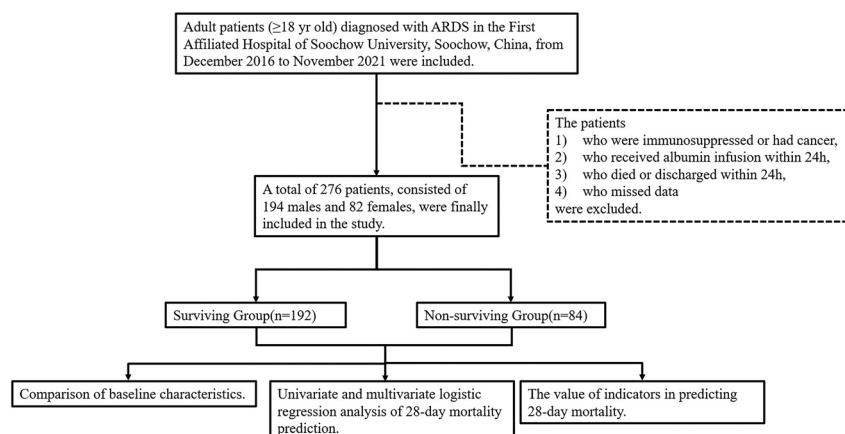 Adult patients (≥18 yr old) diagnosed with ARDS in the First
Affiliated Hospital of Soochow University, Soochow, China, from
December 2016 to November 2021 were included.
The patients
1) who were immunosuppressed or had cancer,
2) who received albumin infusion within 24h,
3) who died or discharged within 24h,
4) who missed data
were excluded.
A total of 276 patients, consisted of
194 males and 82 females, were finally
included in the study.
Surviving Group(n=192)
Non-surviving Group(n=84)
Comparison of baseline characteristics.
Univariate and multivariate logistic
regression analysis of 28-day mortality
prediction.
The value of indicators in predicting
28-day mortality.